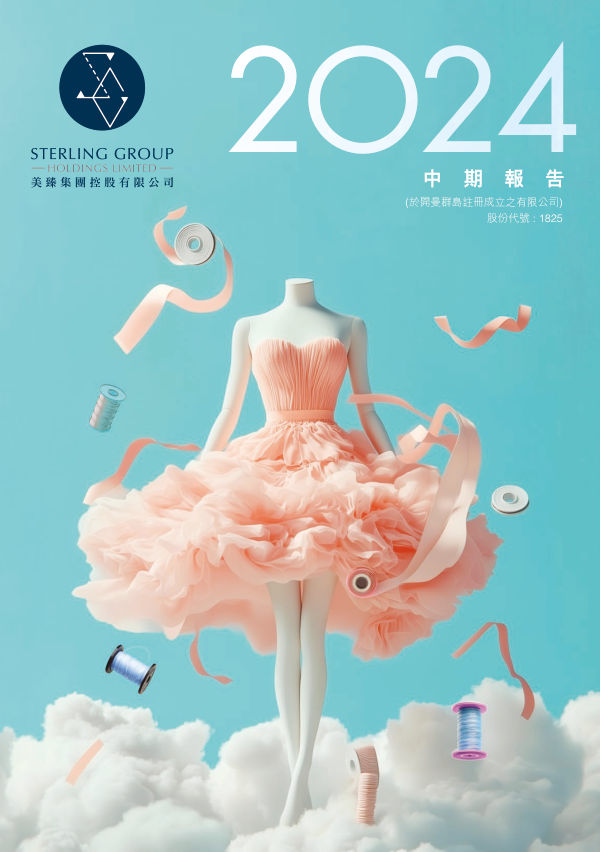 2024
STERLING GROUP
HOLDINGS LIMITED
美臻集團控股有限公司
中期報告
(於開曼群島註冊成立之有限公司)
股份代號 : 1825